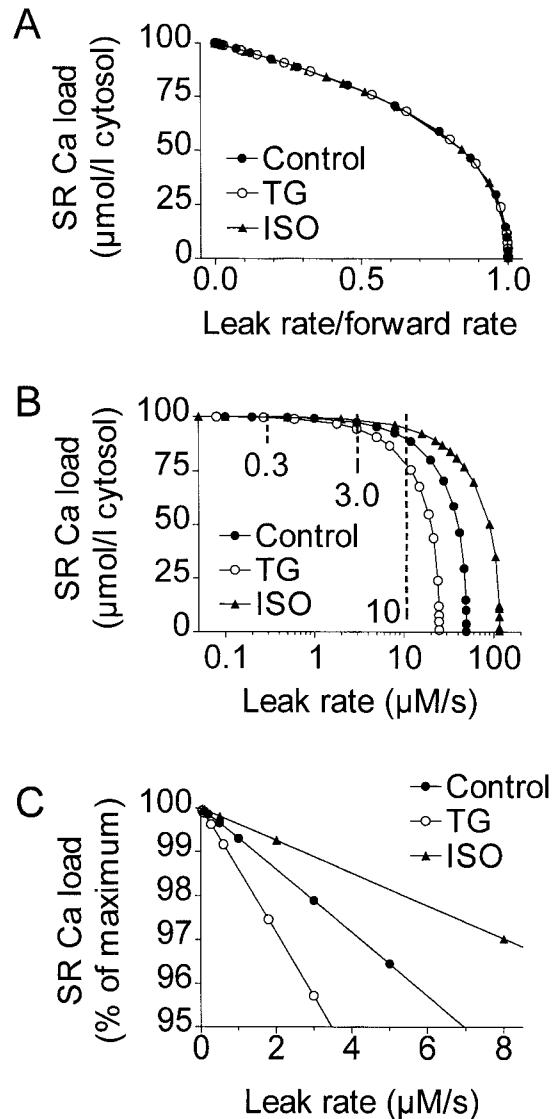 A
SR Ca load
(μmol/l cytosol)
100
75
50
25
0
Control
TG
ISO
0.0
0.5
1.0
Leak rate/forward rate
B
SR Ca load
(μmol/l cytosol)
100
75
50
25
0
0.3
3.0
10
Control
TG
ISO
0.1
1
10
100
Leak rate (μM/s)
C
SR Ca load
(% of maximum)
100
99
98
97
96
95
Control
TG
ISO
0
2
4
6
8
Leak rate (μM/s)